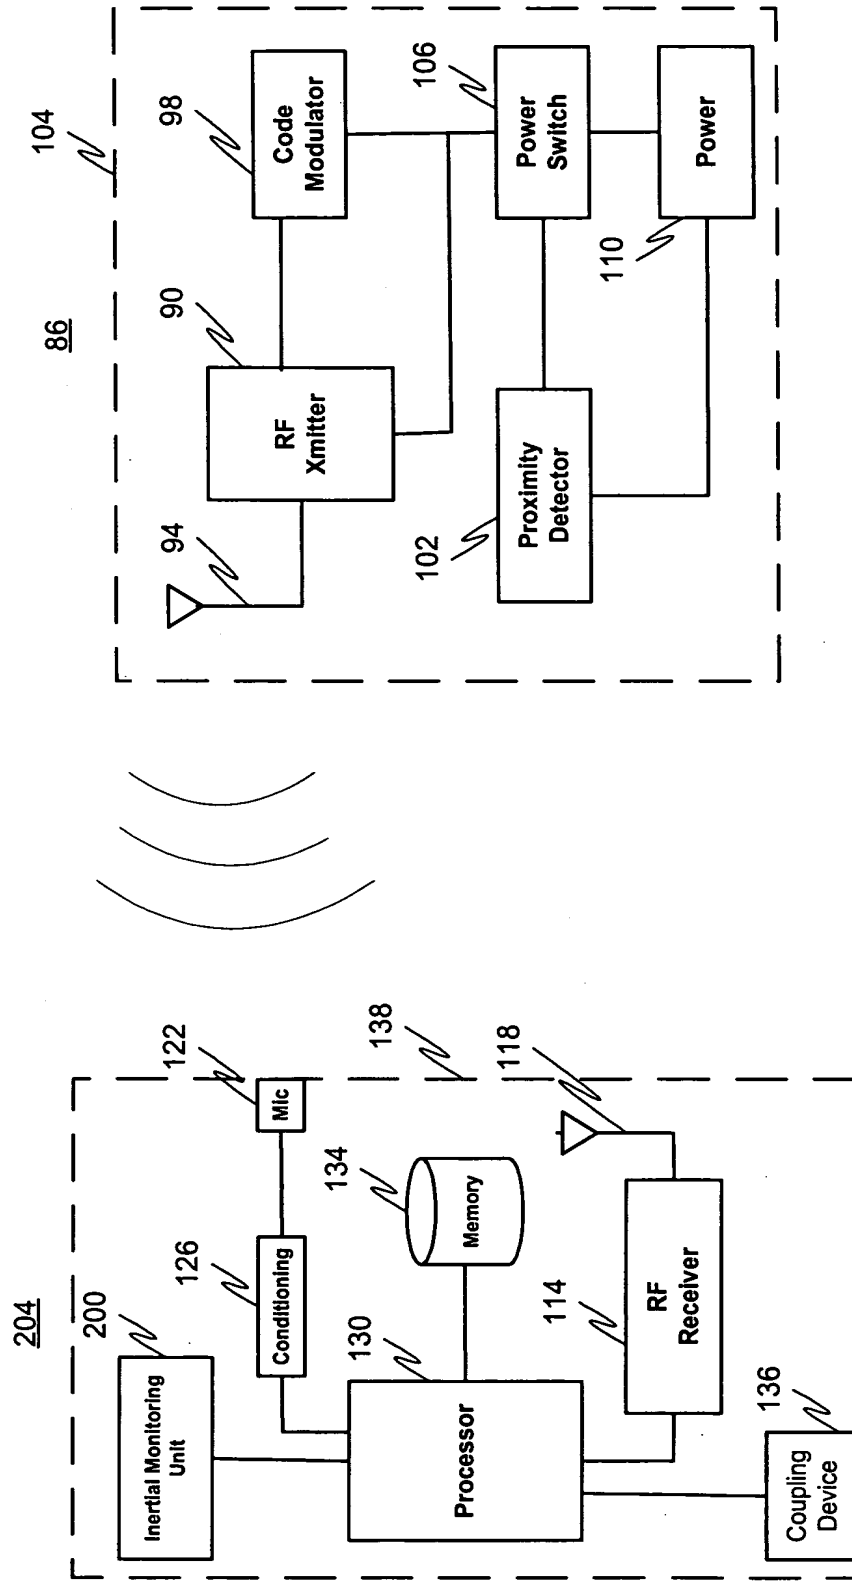 204
200
Inertial Monitoring
Unit
126
Conditioning
122
Mic
130
Processor
134
Memory
138
114
RF
Receiver
118
136
Coupling
Device
86
104
94
90
RF
Xmitter
98
Code
Modulator
102
Proximity
Detector
106
Power
Switch
110
Power